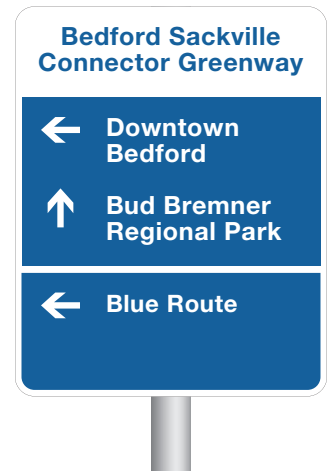 Bedford Sackville
Connector Greenway
Downtown
Bedford
Bud Bremner
Regional Park
Blue Route